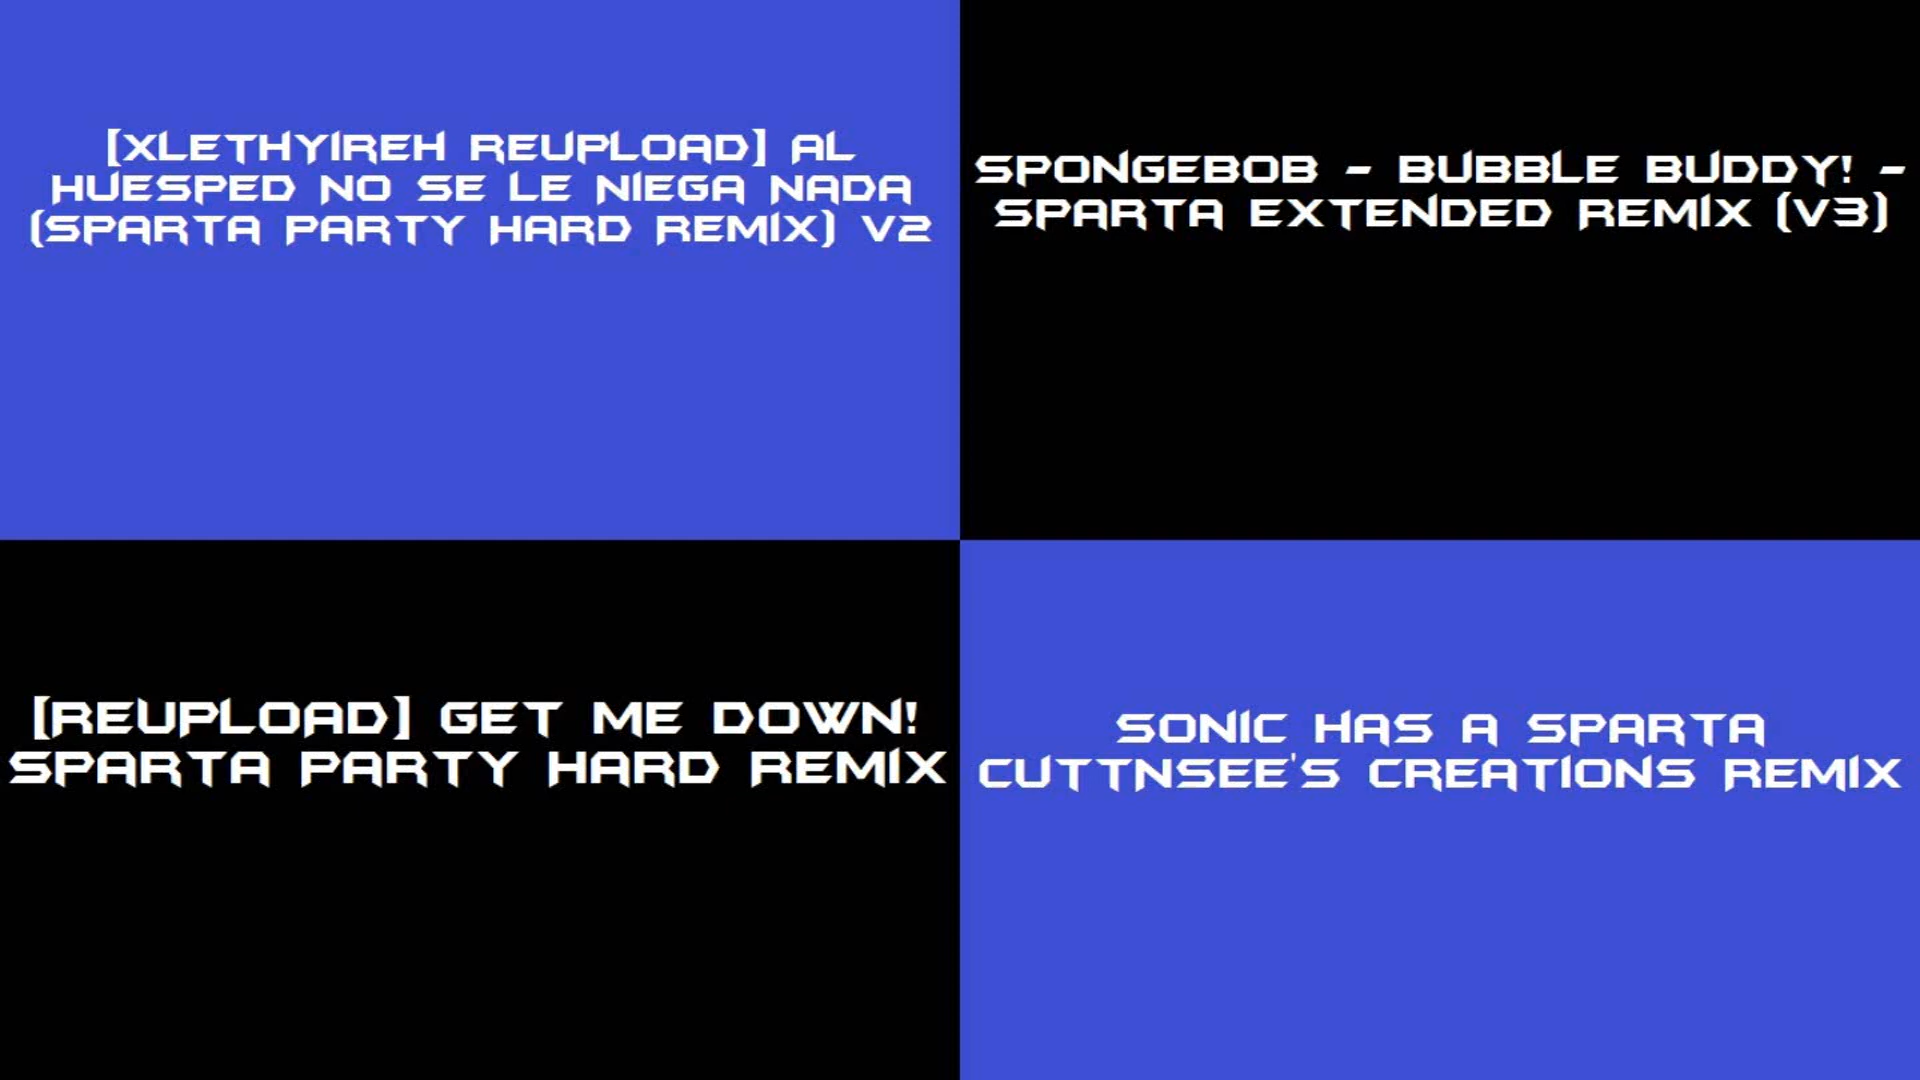 [XLETHYIREH REUPLOAD] AL
HUESPED NO SE LE NIEGA NADA
(SPARTA PARTY HARD REMIX) V2
SPONGEBOB - BUBBLE BUDDY! -
SPARTA EXTENDED REMIX (V3)
[REUPLOAD] GET ME DOWN!
SPARTA PARTY HARD REMIX
SONIC HAS A SPARTA
CUTTNSEE'S CREATIONS REMIX